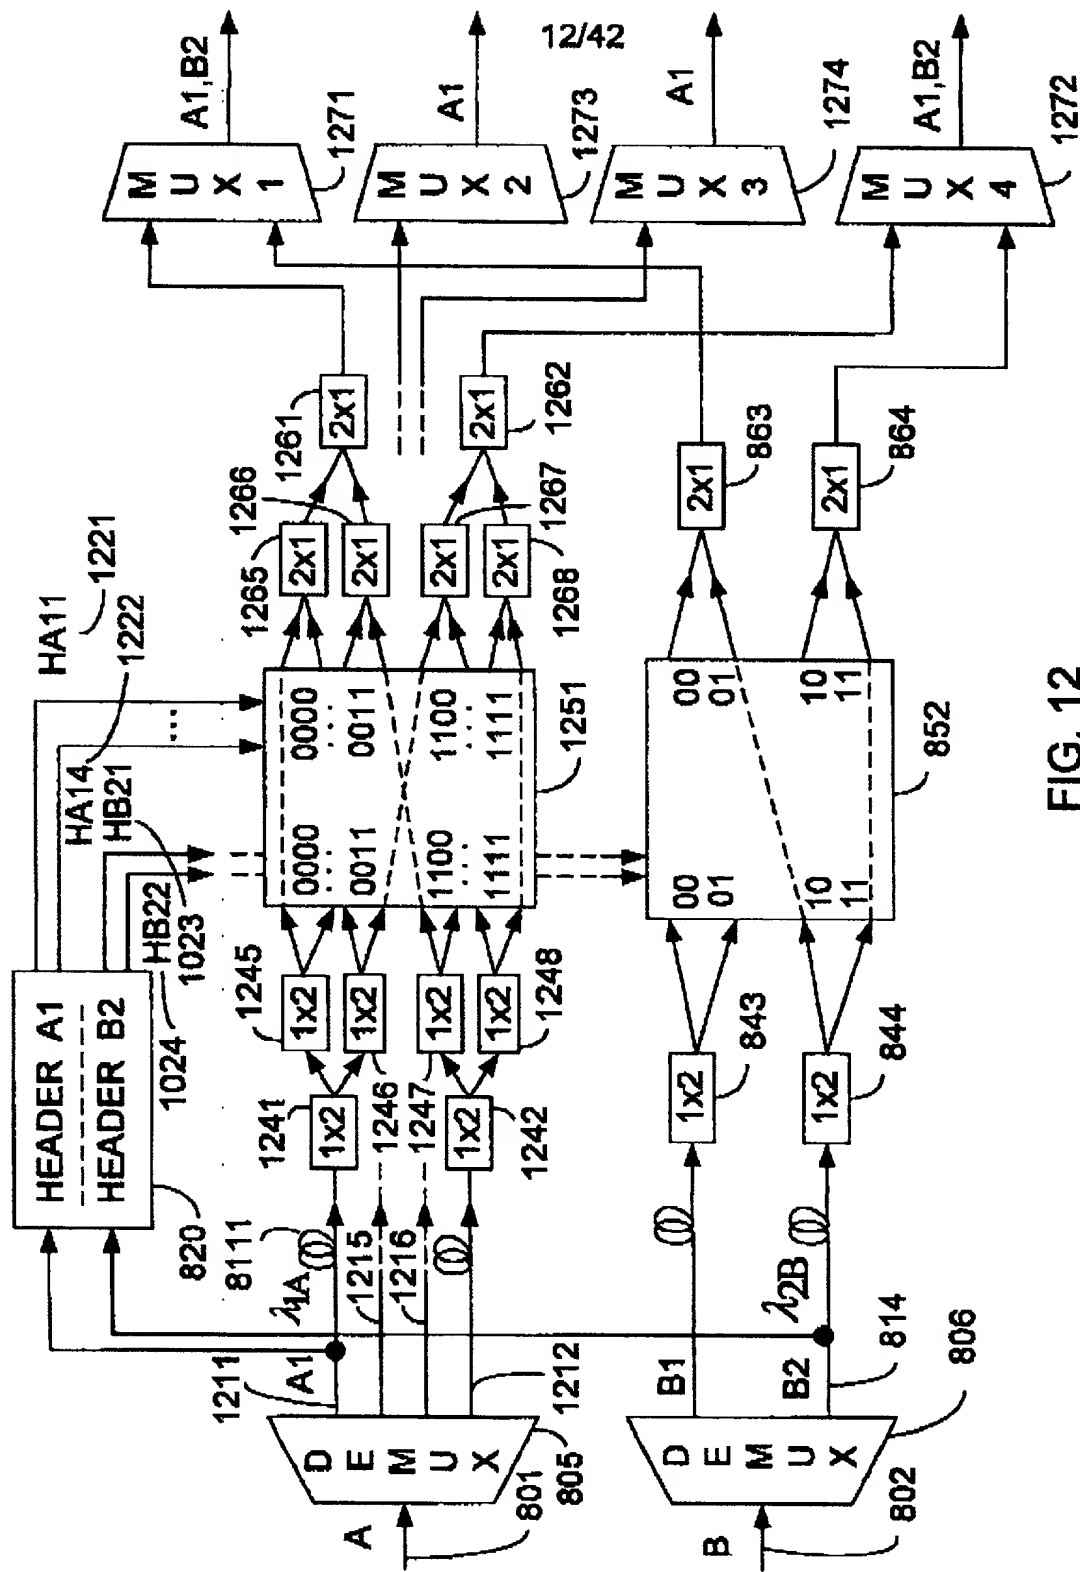 12/42
HEADER A1
HEADER B2
820
HA11
1221
HA14
1222
HB21
1023
HB22
1024
A
801
DEMUX
805
1211
A1
λ1A
8111
1215
1216
1212
1241
1x2
1242
1x2
1245
1x2
1246
1x2
1247
1x2
1248
1x2
0000
...
0011
1100
...
1111
0000
...
0011
1100
...
1111
1251
1265
2x1
1266
2x1
1267
2x1
1268
2x1
1261
2x1
1262
2x1
MUX 1
1271
A1,B2
MUX 2
1273
A1
MUX 3
1274
A1
MUX 4
1272
A1,B2
B
802
DEMUX
806
B1
B2
814
λ2B
1x2
843
1x2
844
00
01
10
11
00
01
10
11
852
2x1
863
2x1
864
...
FIG. 12